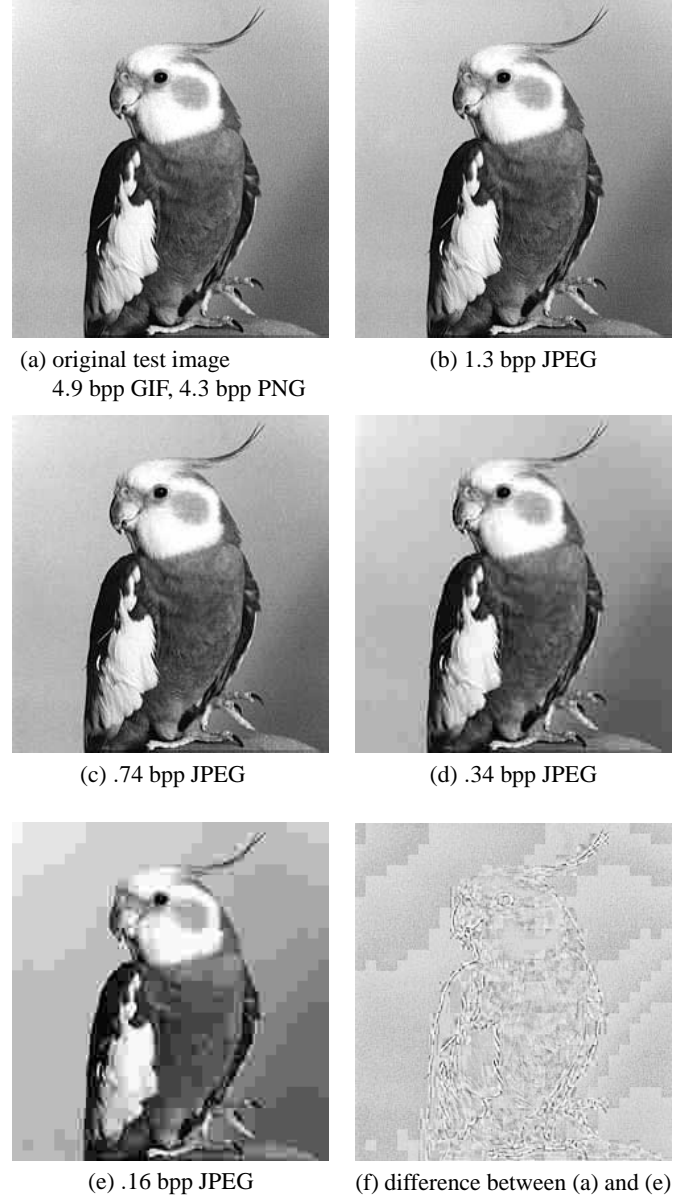 (a) original test image
4.9 bpp GIF, 4.3 bpp PNG
(b) 1.3 bpp JPEG
(c) .74 bpp JPEG
(d) .34 bpp JPEG
(e) .16 bpp JPEG
(f) difference between (a) and (e)